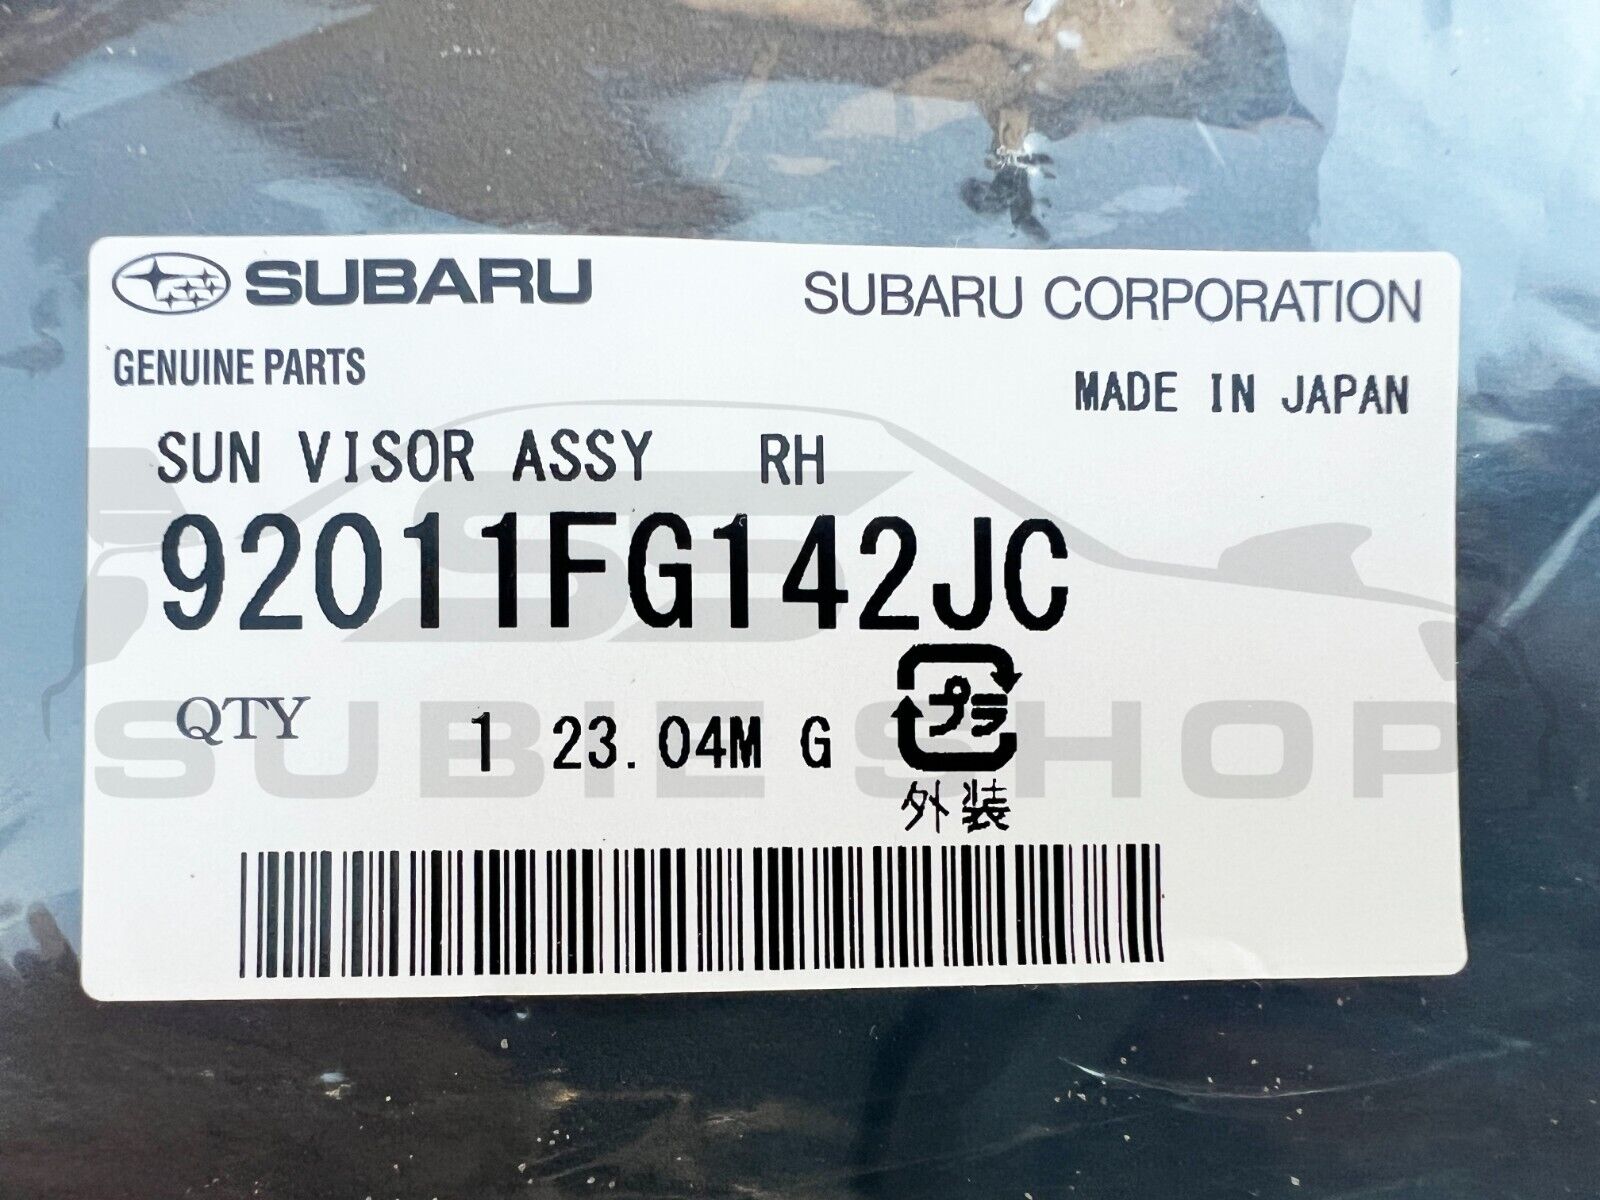 SUBARU SUBARU CORPORATION
GENUINE PARTS
MADE IN JAPAN
SUN VISOR ASSY RH
92011FG142JC
QTY 1 23.04M G プラ
外装
SS
SUBIE SHOP